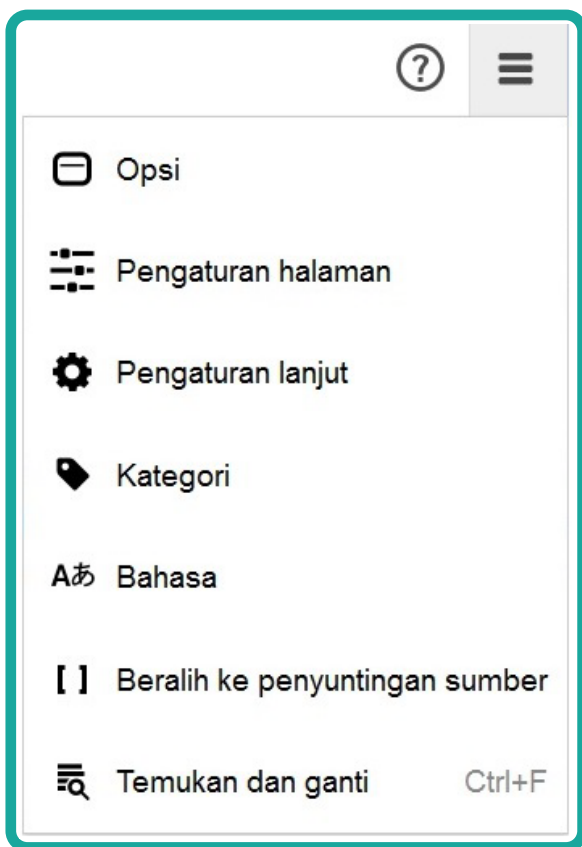 ?
Opsi
Pengaturan halaman
Pengaturan lanjut
Kategori
Aあ Bahasa
[ ] Beralih ke penyuntingan sumber
Temukan dan ganti Ctrl+F